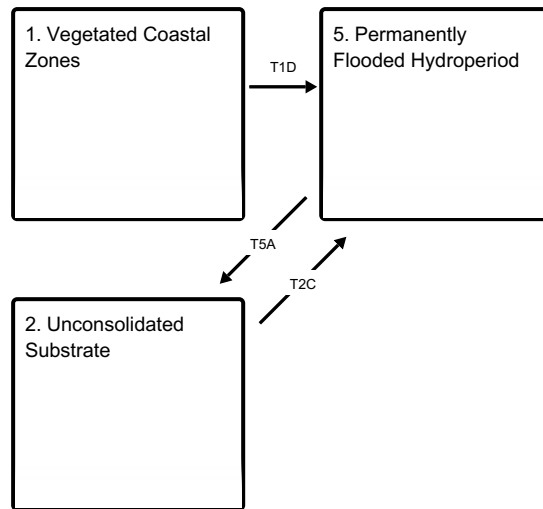 1. Vegetated Coastal
Zones
T1D
5. Permanently
Flooded Hydroperiod
T5A
T2C
2. Unconsolidated
Substrate